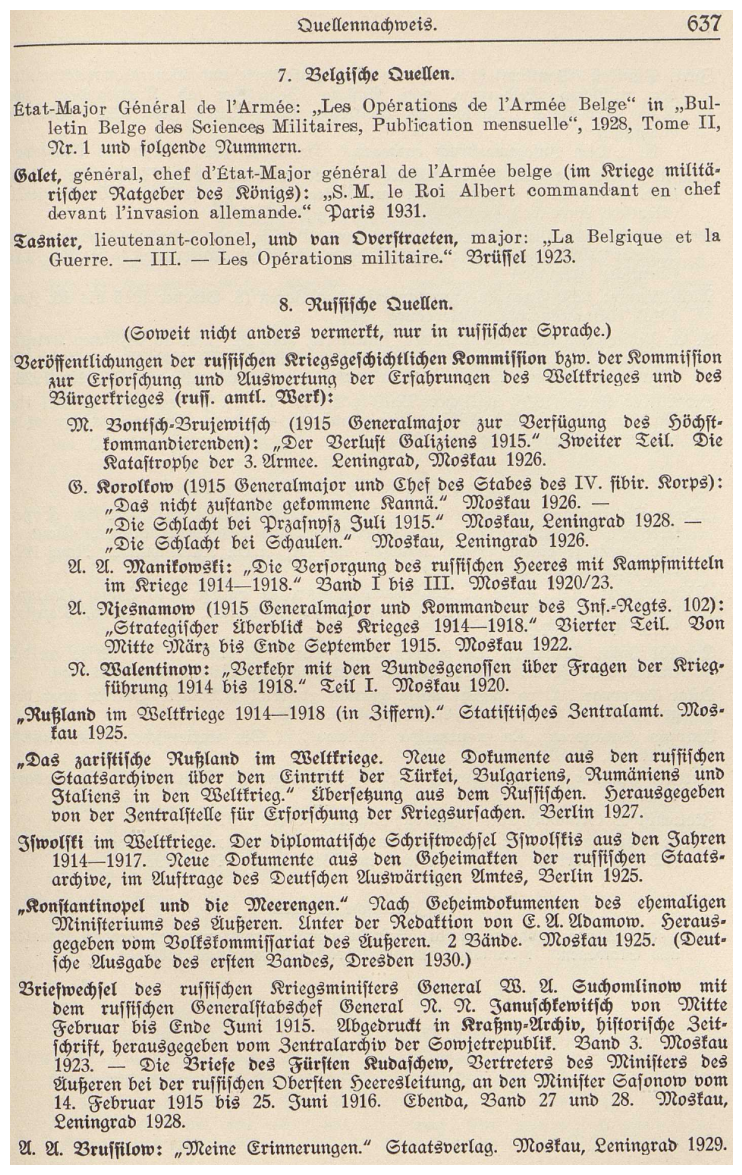 Quellennachweis. 637
7. Belgische Quellen.
État-Major Général de l'Armée: „Les Opérations de l'Armée Belge“ in „Bul-
letin Belge des Sciences Militaires, Publication mensuelle“, 1928, Tome II,
Nr. 1 und folgende Nummern.
Galet, général, chef d'État-Major général de l'Armée belge (im Kriege militä-
rischer Ratgeber des Königs): „S. M. le Roi Albert commandant en chef
devant l'invasion allemande.“ Paris 1931.
Tasnier, lieutenant-colonel, und van Overstraeten, major: „La Belgique et la
Guerre. — III. — Les Opérations militaire.“ Brüssel 1923.
8. Russische Quellen.
(Soweit nicht anders vermerkt, nur in russischer Sprache.)
Veröffentlichungen der russischen Kriegsgeschichtlichen Kommission bzw. der Kommission
zur Erforschung und Auswertung der Erfahrungen des Weltkrieges und des
Bürgerkrieges (russ. amtl. Werk):
M. Bontsch-Brujewitsch (1915 Generalmajor zur Verfügung des Höchst-
kommandierenden): „Der Verlust Galiziens 1915.“ Zweiter Teil. Die
Katastrophe der 3. Armee. Leningrad, Moskau 1926.
G. Korolkow (1915 Generalmajor und Chef des Stabes des IV. sibir. Korps):
„Das nicht zustande gekommene Kannä.“ Moskau 1926. —
„Die Schlacht bei Przasnysz Juli 1915.“ Moskau, Leningrad 1928. —
„Die Schlacht bei Schaulen.“ Moskau, Leningrad 1926.
A. A. Manikowski: „Die Versorgung des russischen Heeres mit Kampfmitteln
im Kriege 1914—1918.“ Band I bis III. Moskau 1920/23.
A. Njesnamow (1915 Generalmajor und Kommandeur des Inf.-Regts. 102):
„Strategischer Überblick des Krieges 1914—1918.“ Vierter Teil. Von
Mitte März bis Ende September 1915. Moskau 1922.
N. Walentinow: „Verkehr mit den Bundesgenossen über Fragen der Krieg-
führung 1914 bis 1918.“ Teil I. Moskau 1920.
„Rußland im Weltkriege 1914—1918 (in Ziffern).“ Statistisches Zentralamt. Mos-
kau 1925.
„Das zaristische Rußland im Weltkriege. Neue Dokumente aus den russischen
Staatsarchiven über den Eintritt der Türkei, Bulgariens, Rumäniens und
Italiens in den Weltkrieg.“ Übersetzung aus dem Russischen. Herausgegeben
von der Zentralstelle für Erforschung der Kriegsursachen. Berlin 1927.
Iswolski im Weltkriege. Der diplomatische Schriftwechsel Iswolskis aus den Jahren
1914—1917. Neue Dokumente aus den Geheimakten der russischen Staats-
archive, im Auftrage des Deutschen Auswärtigen Amtes, Berlin 1925.
„Konstantinopel und die Meerengen.“ Nach Geheimdokumenten des ehemaligen
Ministeriums des Äußeren. Unter der Redaktion von E. A. Adamow. Heraus-
gegeben vom Volkskommissariat des Äußeren. 2 Bände. Moskau 1925. (Deut-
sche Ausgabe des ersten Bandes, Dresden 1930.)
Briefwechsel des russischen Kriegsministers General W. A. Suchomlinow mit
dem russischen Generalstabschef General N. N. Januschkewitsch von Mitte
Februar bis Ende Juni 1915. Abgedruckt in Kraßny-Archiv, historische Zeit-
schrift, herausgegeben vom Zentralarchiv der Sowjetrepublik. Band 3. Moskau
1923. — Die Briefe des Fürsten Kudaschew, Vertreters des Ministers des
Äußeren bei der russischen Obersten Heeresleitung, an den Minister Sasonow vom
14. Februar 1915 bis 25. Juni 1916. Ebenda, Band 27 und 28. Moskau,
Leningrad 1928.
A. A. Brussilow: „Meine Erinnerungen.“ Staatsverlag. Moskau, Leningrad 1929.